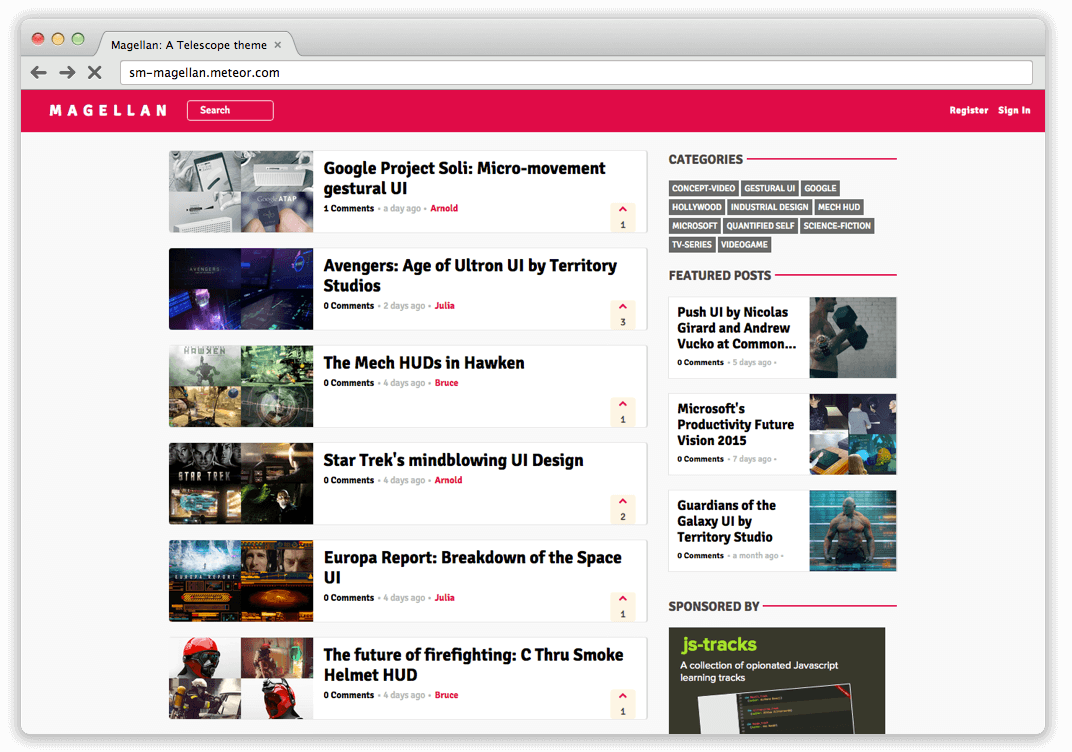 Magellan: A Telescope theme
sm-magellan.meteor.com
MAGELLAN
Search
Register Sign In
Google Project Soli: Micro-movement
gestural UI
1 Comments • a day ago • Arnold
1
Google ATAP
Avengers: Age of Ultron UI by Territory
Studios
0 Comments • 2 days ago • Julia
3
AVENGERS
The Mech HUDs in Hawken
0 Comments • 4 days ago • Bruce
1
HAWKEN
Star Trek's mindblowing UI Design
0 Comments • 4 days ago • Arnold
2
STAR TREK
Europa Report: Breakdown of the Space
UI
0 Comments • 4 days ago • Julia
1
EUROPA REPORT
The future of firefighting: C Thru Smoke
Helmet HUD
0 Comments • 4 days ago • Bruce
1
CATEGORIES
CONCEPT-VIDEO GESTURAL UI GOOGLE
HOLLYWOOD INDUSTRIAL DESIGN MECH HUD
MICROSOFT QUANTIFIED SELF SCIENCE-FICTION
TV-SERIES VIDEOGAME
FEATURED POSTS
Push UI by Nicolas
Girard and Andrew
Vucko at Common...
0 Comments • 5 days ago •
Microsoft's
Productivity Future
Vision 2015
0 Comments • 7 days ago •
Guardians of the
Galaxy UI by
Territory Studio
0 Comments • a month ago •
SPONSORED BY
js-tracks
A collection of opionated Javascript
learning tracks